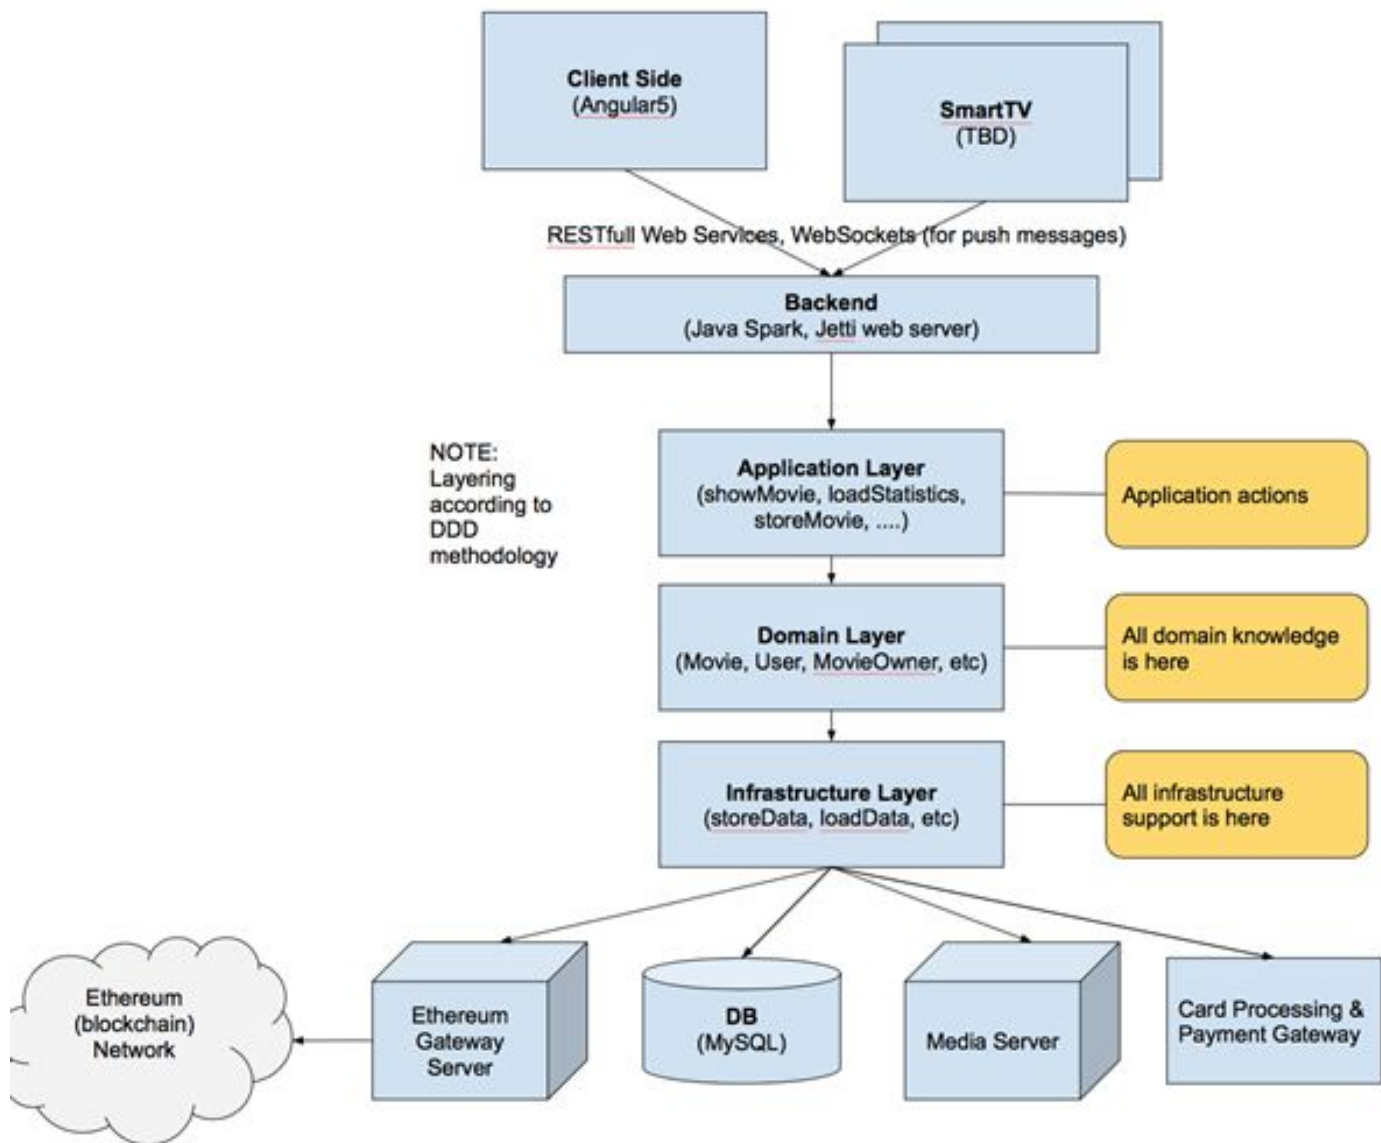 Client Side
(Angular5)
SmartTV
(TBD)
RESTfull Web Services, WebSockets (for push messages)
Backend
(Java Spark, Jetti web server)
NOTE:
Layering
according to
DDD
methodology
Application Layer
(showMovie, loadStatistics,
storeMovie, ....)
Application actions
Domain Layer
(Movie, User, MovieOwner, etc)
All domain knowledge
is here
Infrastructure Layer
(storeData, loadData, etc)
All infrastructure
support is here
Ethereum
(blockchain)
Network
Ethereum
Gateway
Server
DB
(MySQL)
Media Server
Card Processing &
Payment Gateway